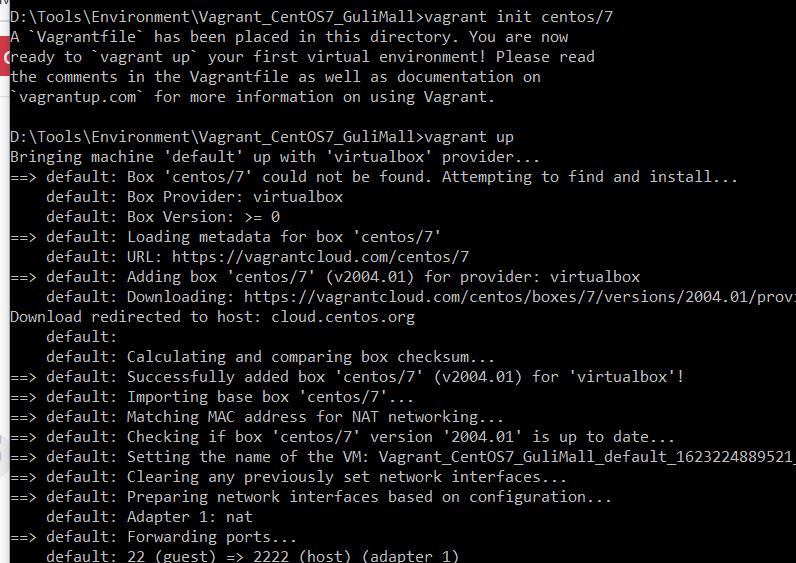 D:\Tools\Environment\Vagrant_CentOS7_GuliMall>vagrant init centos/7
A `Vagrantfile` has been placed in this directory. You are now
ready to `vagrant up` your first virtual environment! Please read
the comments in the Vagrantfile as well as documentation on
`vagrantup.com` for more information on using Vagrant.
D:\Tools\Environment\Vagrant_CentOS7_GuliMall>vagrant up
Bringing machine 'default' up with 'virtualbox' provider...
==> default: Box 'centos/7' could not be found. Attempting to find and install...
default: Box Provider: virtualbox
default: Box Version: >= 0
==> default: Loading metadata for box 'centos/7'
default: URL: https://vagrantcloud.com/centos/7
==> default: Adding box 'centos/7' (v2004.01) for provider: virtualbox
default: Downloading: https://vagrantcloud.com/centos/boxes/7/versions/2004.01/provi
Download redirected to host: cloud.centos.org
default:
default: Calculating and comparing box checksum...
==> default: Successfully added box 'centos/7' (v2004.01) for 'virtualbox'!
==> default: Importing base box 'centos/7'...
==> default: Matching MAC address for NAT networking...
==> default: Checking if box 'centos/7' version '2004.01' is up to date...
==> default: Setting the name of the VM: Vagrant_CentOS7_GuliMall_default_1623224889521_
==> default: Clearing any previously set network interfaces...
==> default: Preparing network interfaces based on configuration...
default: Adapter 1: nat
==> default: Forwarding ports...
default: 22 (guest) => 2222 (host) (adapter 1)